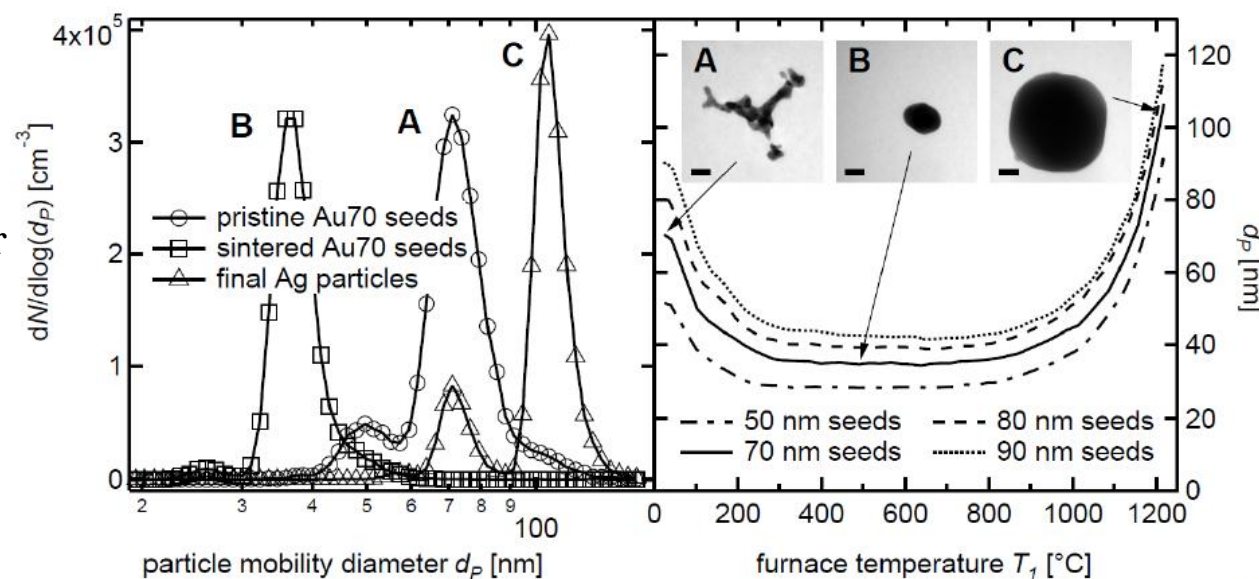 r
4x10⁵
3
2
1
0
dN/dlog(dₚ) [cm⁻³]
B
A
C
pristine Au70 seeds
sintered Au70 seeds
final Ag particles
2 3 4 5 6 7 8 9 100
particle mobility diameter dₚ [nm]
A
B
C
50 nm seeds
70 nm seeds
80 nm seeds
90 nm seeds
120
100
80
60
40
20
0
dₚ [nm]
0 200 400 600 800 1000 1200
furnace temperature T₁ [°C]